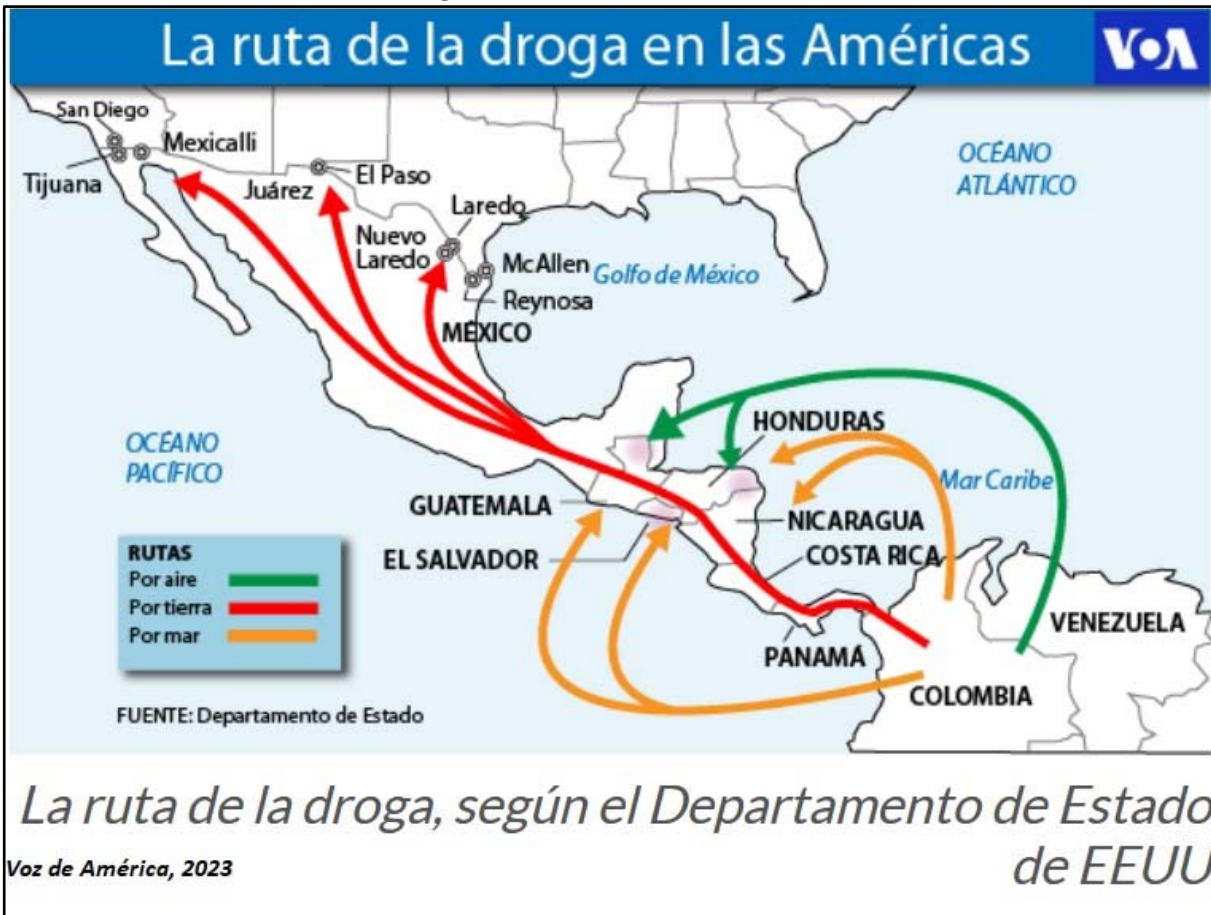 La ruta de la droga en las Américas
VOA
San Diego
Mexicalli
Tijuana
Juárez
El Paso
Laredo
Nuevo
Laredo
McAllen
Reynosa
MÉXICO
Golfo de México
OCÉANO
ATLÁNTICO
OCÉANO
PACÍFICO
HONDURAS
Mar Caribe
GUATEMALA
NICARAGUA
EL SALVADOR
COSTA RICA
VENEZUELA
PANAMÁ
COLOMBIA
RUTAS
Por aire
Por tierra
Por mar
FUENTE: Departamento de Estado
La ruta de la droga, según el Departamento de Estado
de EEUU
Voz de América, 2023